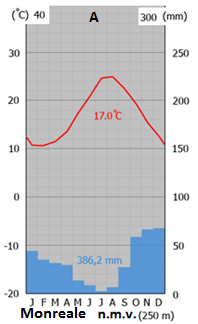 (°C) 40 A 300 (mm)
30 250
20 200
17.0°C
10 150
0 100
-10 50
386,2 mm
-20 0
J F M A M J J A S O N D
Monreale n.m.v. (250 m)